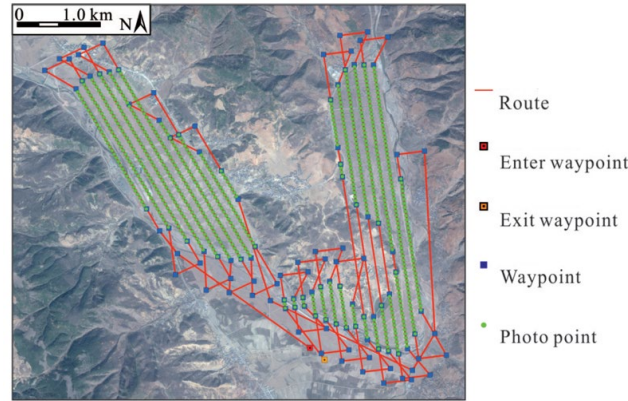 0 1.0 km N
Route
Enter waypoint
Exit waypoint
Waypoint
Photo point